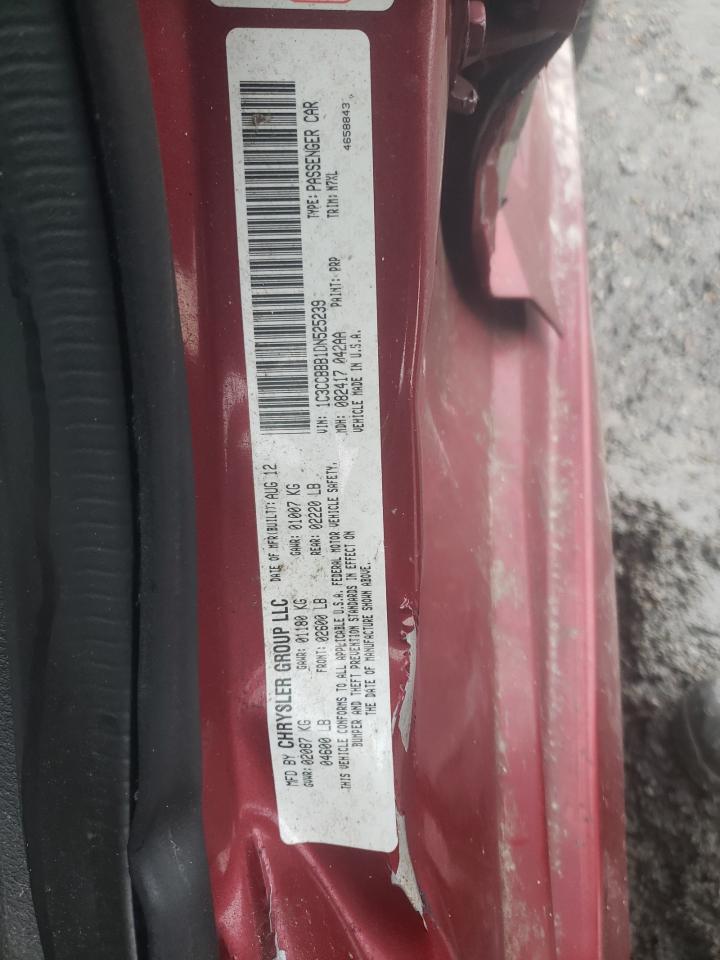 MFD BY CHRYSLER GROUP LLC
DATE OF MFR(BUILT): AUG 12
GVWR: 02087 KG
GAWR: 01180 KG
GAWR: 01007 KG
04600 LB
FRONT: 02600 LB
REAR: 02220 LB
THIS VEHICLE CONFORMS TO ALL APPLICABLE U.S.A. FEDERAL MOTOR VEHICLE SAFETY,
BUMPER AND THEFT PREVENTION STANDARDS IN EFFECT ON
THE DATE OF MANUFACTURE SHOWN ABOVE.
VIN: 1C3CCBBB1DN525239
TYPE: PASSENGER CAR
MDH: 082417 042AA
PAINT: PRP
TRIM: M7XL
VEHICLE MADE IN U.S.A.
4658843